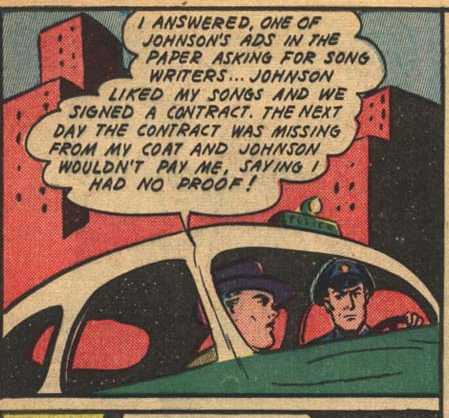 I ANSWERED, ONE OF
JOHNSON'S ADS IN THE
PAPER ASKING FOR SONG
WRITERS... JOHNSON
LIKED MY SONGS AND WE
SIGNED A CONTRACT. THE NEXT
DAY THE CONTRACT WAS MISSING
FROM MY COAT AND JOHNSON
WOULDN'T PAY ME, SAYING I
HAD NO PROOF!
POLICE